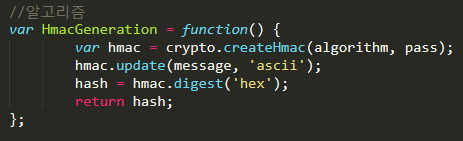 //알고리즘
var HmacGeneration = function() {
var hmac = crypto.createHmac(algorithm, pass);
hmac.update(message, 'ascii');
hash = hmac.digest('hex');
return hash;
};